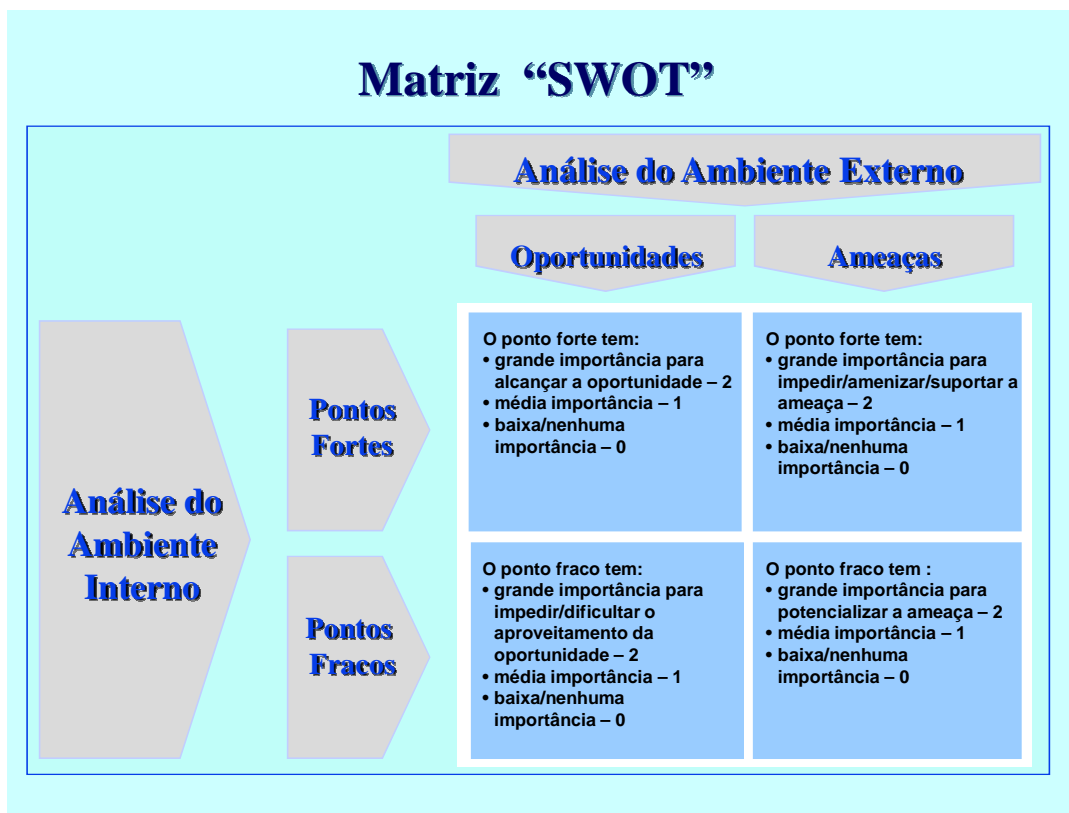 Matriz “SWOT”
Análise do Ambiente Externo
Oportunidades
Ameaças
Análise do
Ambiente
Interno
Pontos
Fortes
O ponto forte tem:
• grande importância para
alcançar a oportunidade – 2
• média importância – 1
• baixa/nenhuma
importância – 0
O ponto forte tem:
• grande importância para
impedir/amenizar/suportar a
ameaça – 2
• média importância – 1
• baixa/nenhuma
importância – 0
Pontos
Fracos
O ponto fraco tem:
• grande importância para
impedir/dificultar o
aproveitamento da
oportunidade – 2
• média importância – 1
• baixa/nenhuma
importância – 0
O ponto fraco tem :
• grande importância para
potencializar a ameaça – 2
• média importância – 1
• baixa/nenhuma
importância – 0